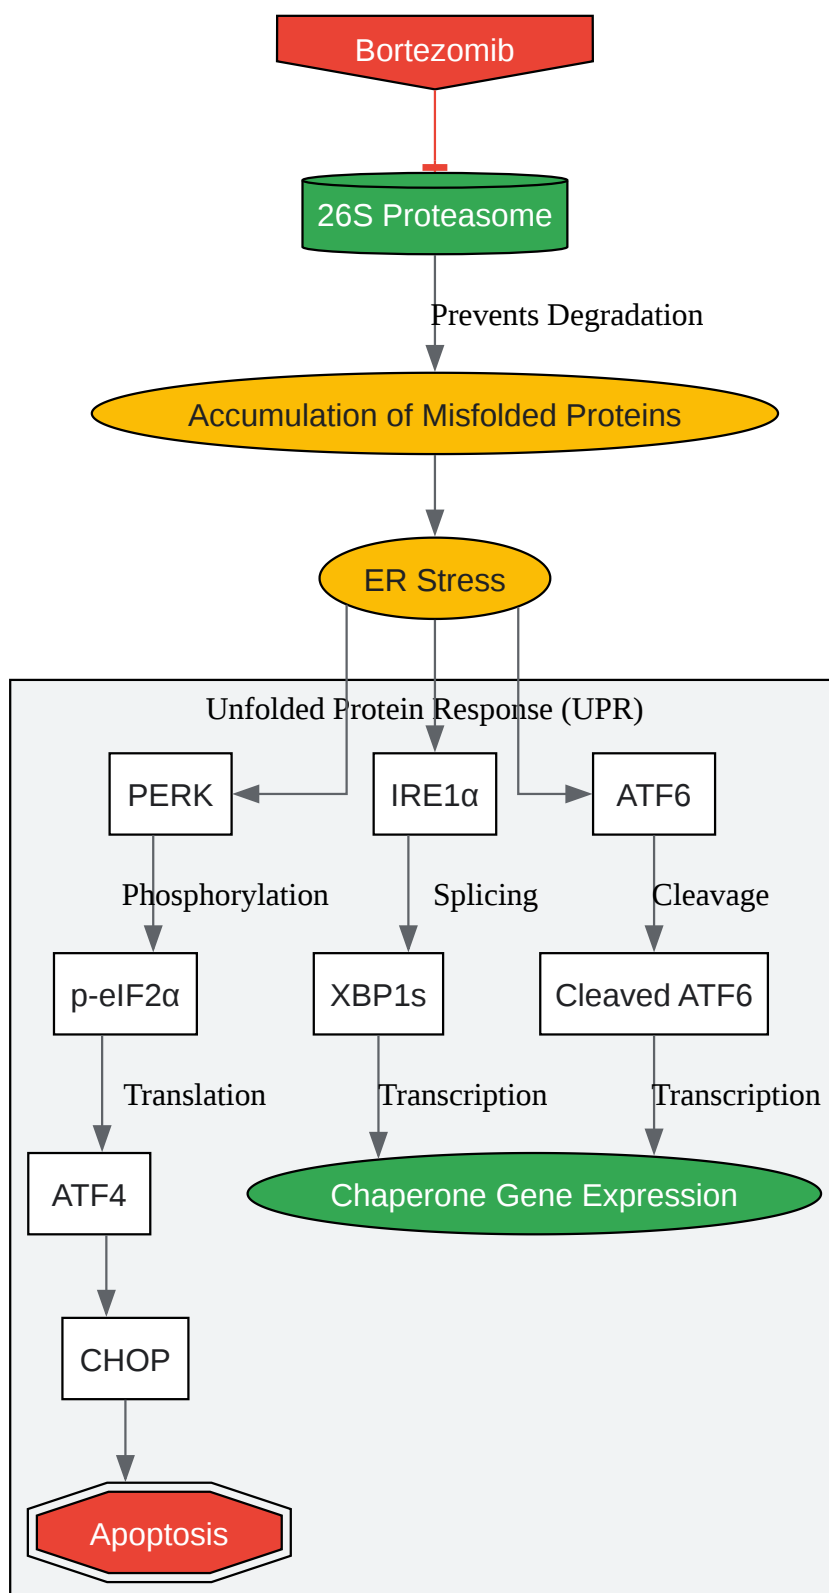 Bortezomib
26S Proteasome
Prevents Degradation
Accumulation of Misfolded Proteins
ER Stress
Unfolded Protein Response (UPR)
PERK
IRE1α
ATF6
Phosphorylation
Splicing
Cleavage
p-eIF2α
XBP1s
Cleaved ATF6
Translation
Transcription
Transcription
ATF4
Chaperone Gene Expression
CHOP
Apoptosis